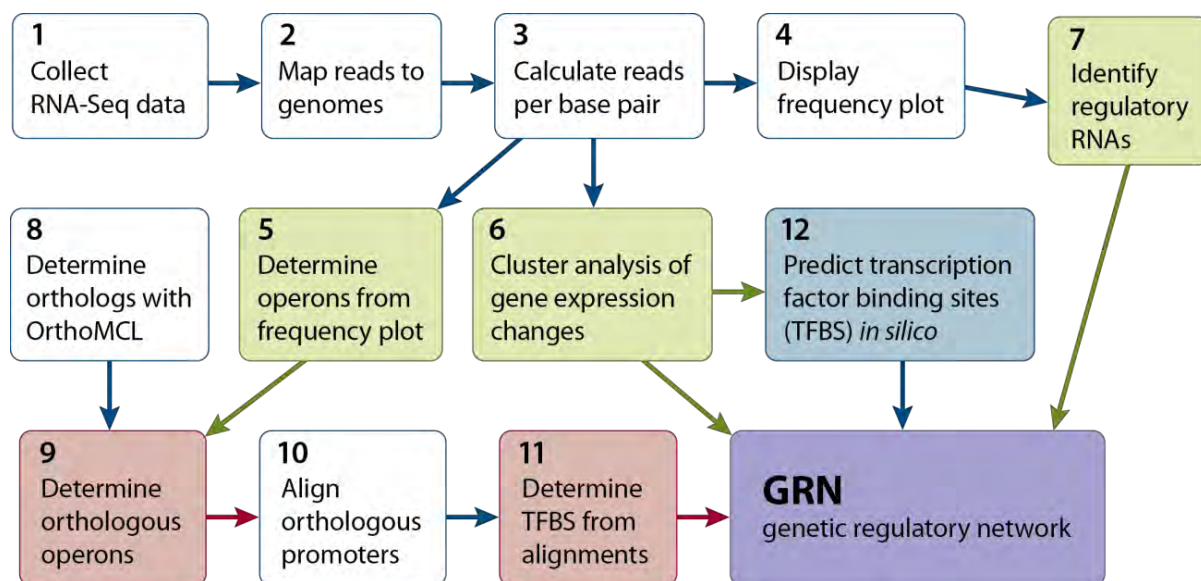 1
Collect
RNA-Seq data
2
Map reads to
genomes
3
Calculate reads
per base pair
4
Display
frequency plot
7
Identify
regulatory
RNAs
8
Determine
orthologs with
OrthoMCL
5
Determine
operons from
frequency plot
6
Cluster analysis of
gene expression
changes
12
Predict transcription
factor binding sites
(TFBS) in silico
9
Determine
orthologous
operons
10
Align
orthologous
promoters
11
Determine
TFBS from
alignments
GRN
genetic regulatory network